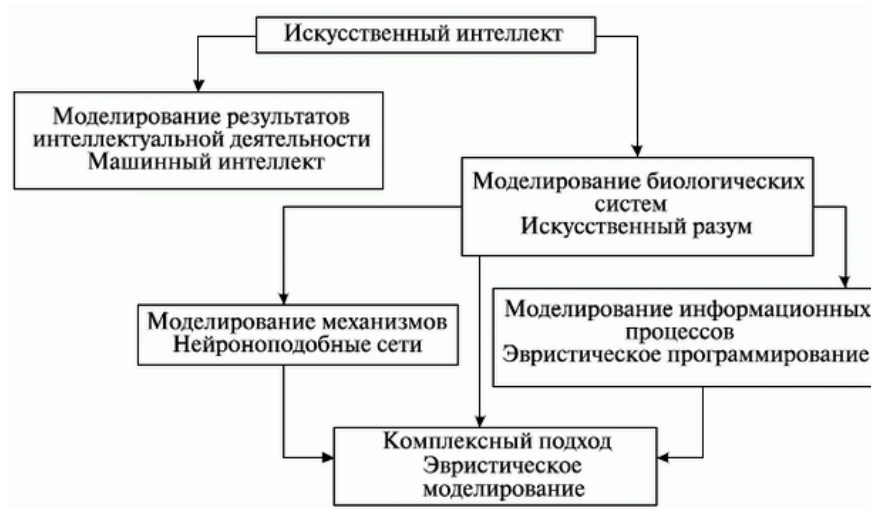 Искусственный интеллект
Моделирование результатов
интеллектуальной деятельности
Машинный интеллект
Моделирование биологических
систем
Искусственный разум
Моделирование механизмов
Нейроноподобные сети
Моделирование информационных
процессов
Эвристическое программирование
Комплексный подход
Эвристическое
моделирование